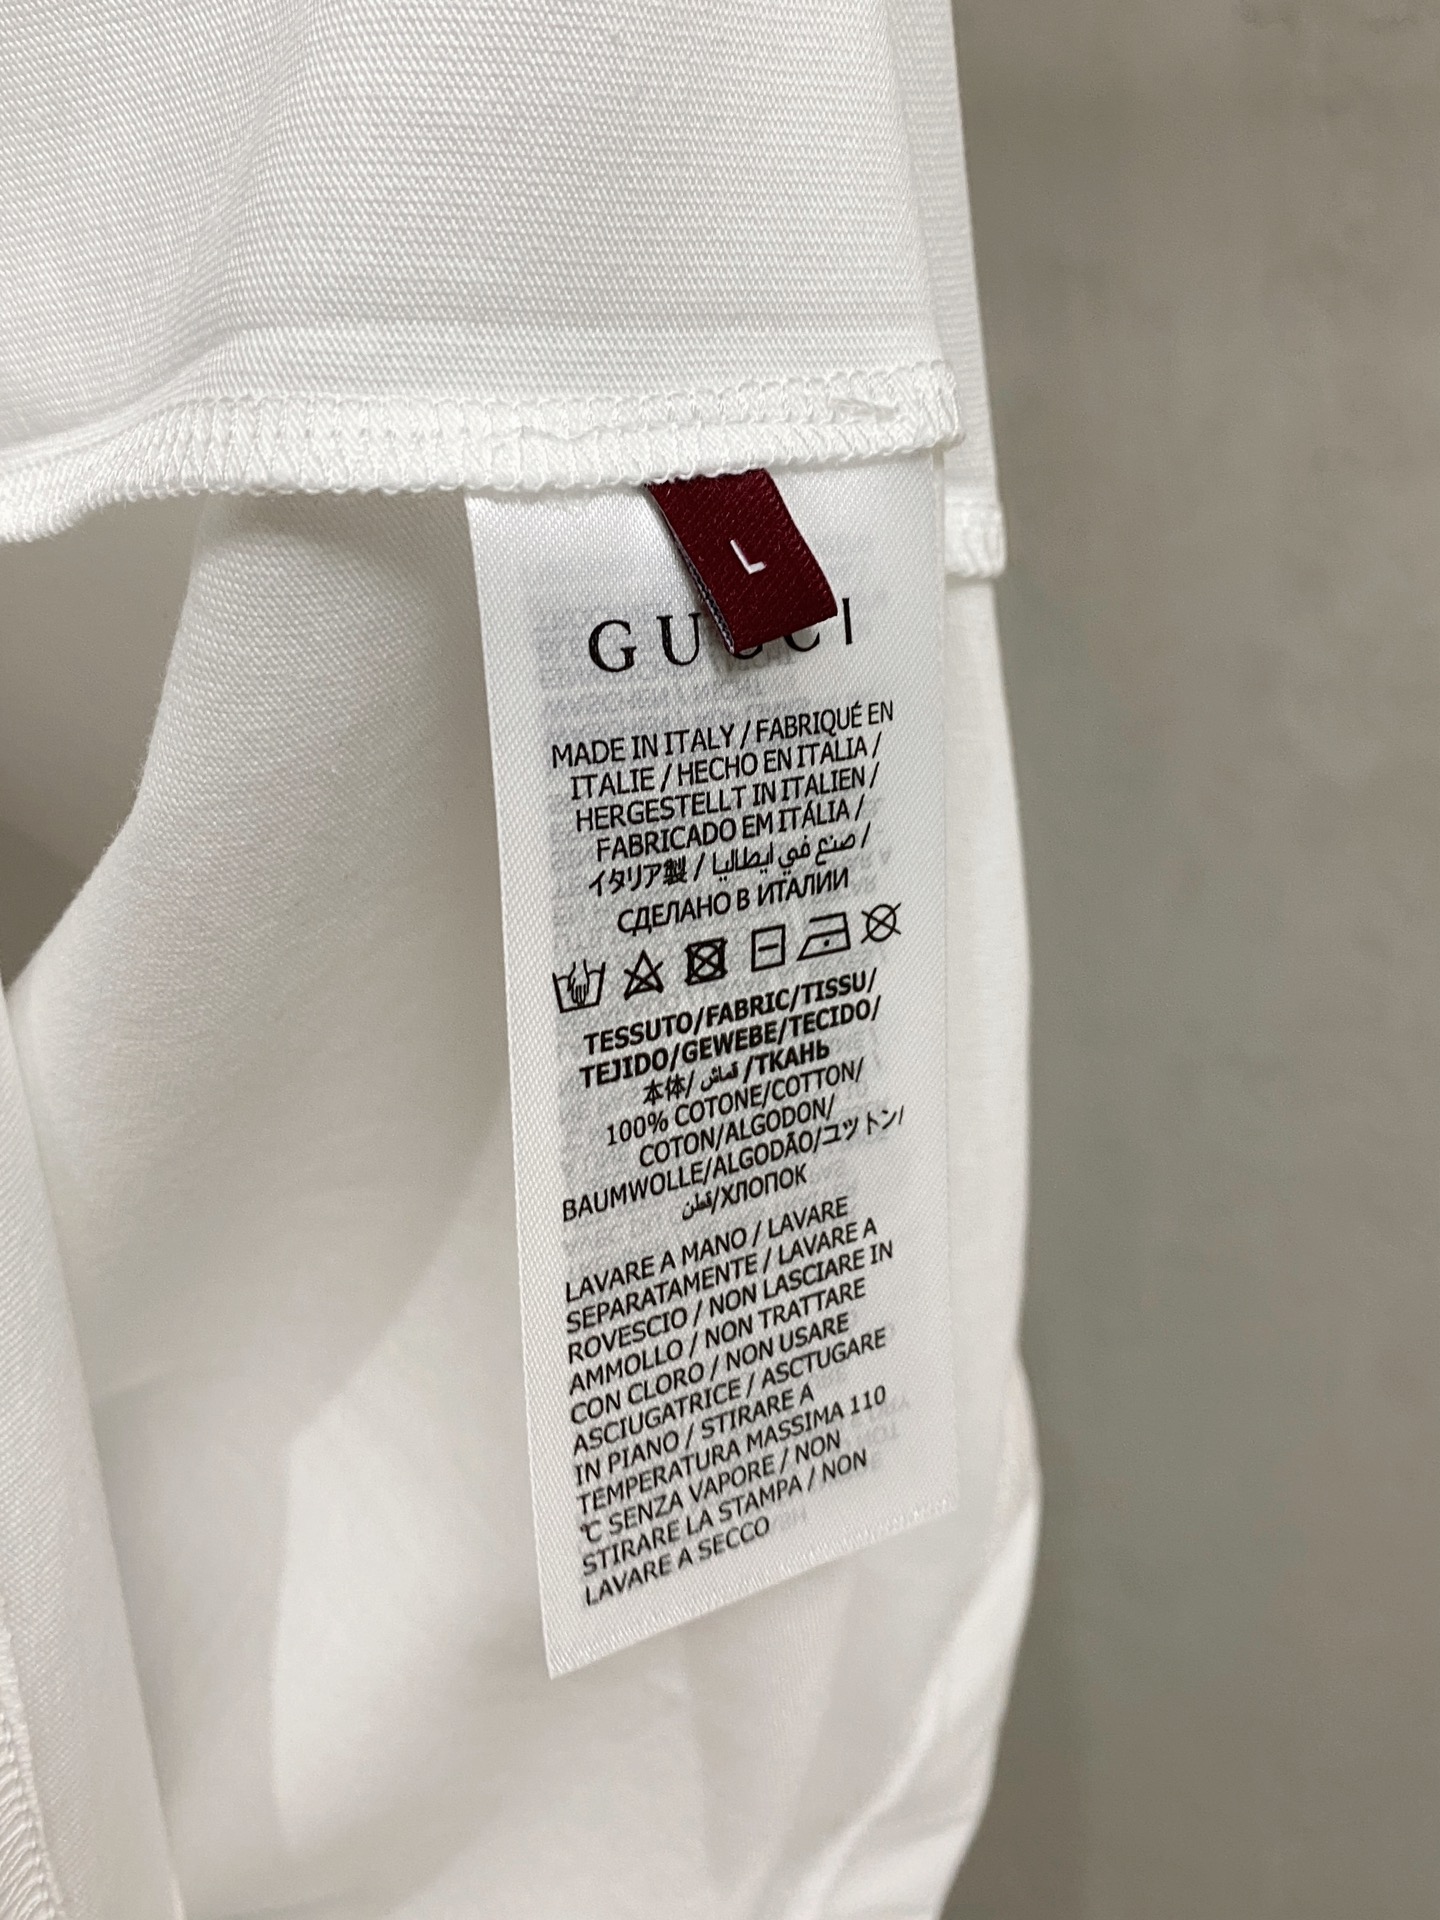 L
GUCCI
MADE IN ITALY / FABRIQUÉ EN
ITALIE / HECHO EN ITALIA /
HERGESTELLT IN ITALIEN /
FABRICADO EM ITÁLIA /
イタリア製 / صنع في ايطاليا /
СДЕЛАНО В ИТАЛИИ
TESSUTO/FABRIC/TISSU/
TEJIDO/GEWEBE/TECIDO/
本体/ قماش /ТКАНЬ
100% COTONE/COTTON/
COTON/ALGODON/
BAUMWOLLE/ALGODÃO/ユットン/
قطن/ХЛОПОК
LAVARE A MANO / LAVARE
SEPARATAMENTE / LAVARE A
ROVESCIO / NON LASCIARE IN
AMMOLLO / NON TRATTARE
CON CLORO / NON USARE
ASCIUGATRICE / ASCTUGARE
IN PIANO / STIRARE A
TEMPERATURA MASSIMA 110
℃ SENZA VAPORE / NON
STIRARE LA STAMPA / NON
LAVARE A SECCO